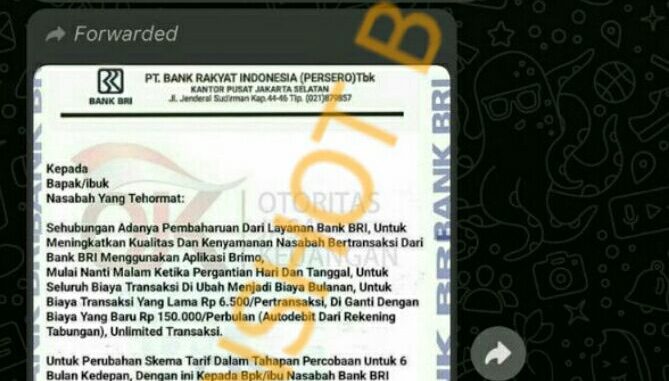 Forwarded
BANK BRI
PT. BANK RAKYAT INDONESIA (PERSERO)Tbk
KANTOR PUSAT JAKARTA SELATAN
Jl. Jenderal Sudirman Kap.44-46 Tlp. (021)879857
Kepada
Bapak/ibuk
Nasabah Yang Tehormat:
OTORITAS
Sehubungan Adanya Pembaharuan Dari Layanan Bank BRI, Untuk
Meningkatkan Kualitas Dan Kenyamanan Nasabah Bertransaksi Dari
Bank BRI Menggunakan Aplikasi Brimo,
KEUANGAN
Mulai Nanti Malam Ketika Pergantian Hari Dan Tanggal, Untuk
Seluruh Biaya Transaksi Di Ubah Menjadi Biaya Bulanan, Untuk
Biaya Transaksi Yang Lama Rp 6.500/Pertransaksi, Di Ganti Dengan
Biaya Yang Baru Rp 150.000/Perbulan (Autodebit Dari Rekening
Tabungan), Unlimited Transaksi.
Untuk Perubahan Skema Tarif Dalam Tahapan Percobaan Untuk 6
Bulan Kedepan, Dengan ini Kepada Bpk/ibu Nasabah Bank BRI
BANK BRI